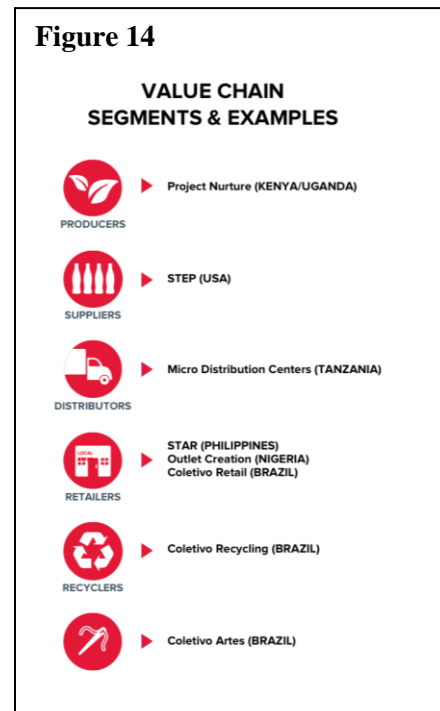 Figure 14
VALUE CHAIN
SEGMENTS & EXAMPLES
Project Nurture (KENYA/UGANDA)
PRODUCERS
STEP (USA)
SUPPLIERS
Micro Distribution Centers (TANZANIA)
DISTRIBUTORS
LOCAL
STAR (PHILIPPINES)
Outlet Creation (NIGERIA)
Coletivo Retail (BRAZIL)
RETAILERS
Coletivo Recycling (BRAZIL)
RECYCLERS
Coletivo Artes (BRAZIL)